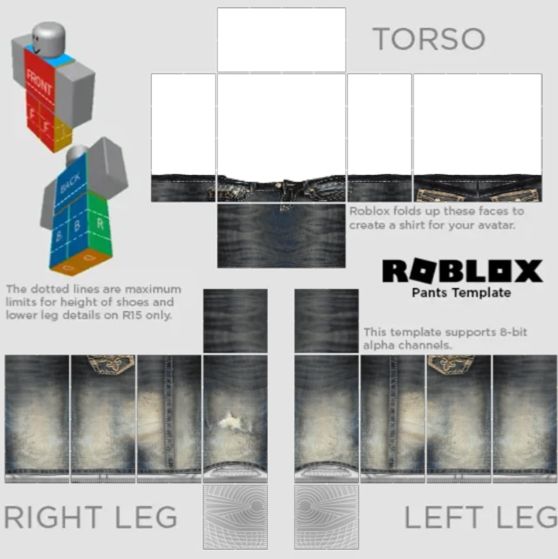 TORSO
FRONT
F
F
BACK
B
B
R
Roblox folds up these faces to
create a shirt for your avatar.
ROBLOX
Pants Template
The dotted lines are maximum
limits for height of shoes and
lower leg details on R15 only.
This template supports 8-bit
alpha channels.
RIGHT LEG
LEFT LEG